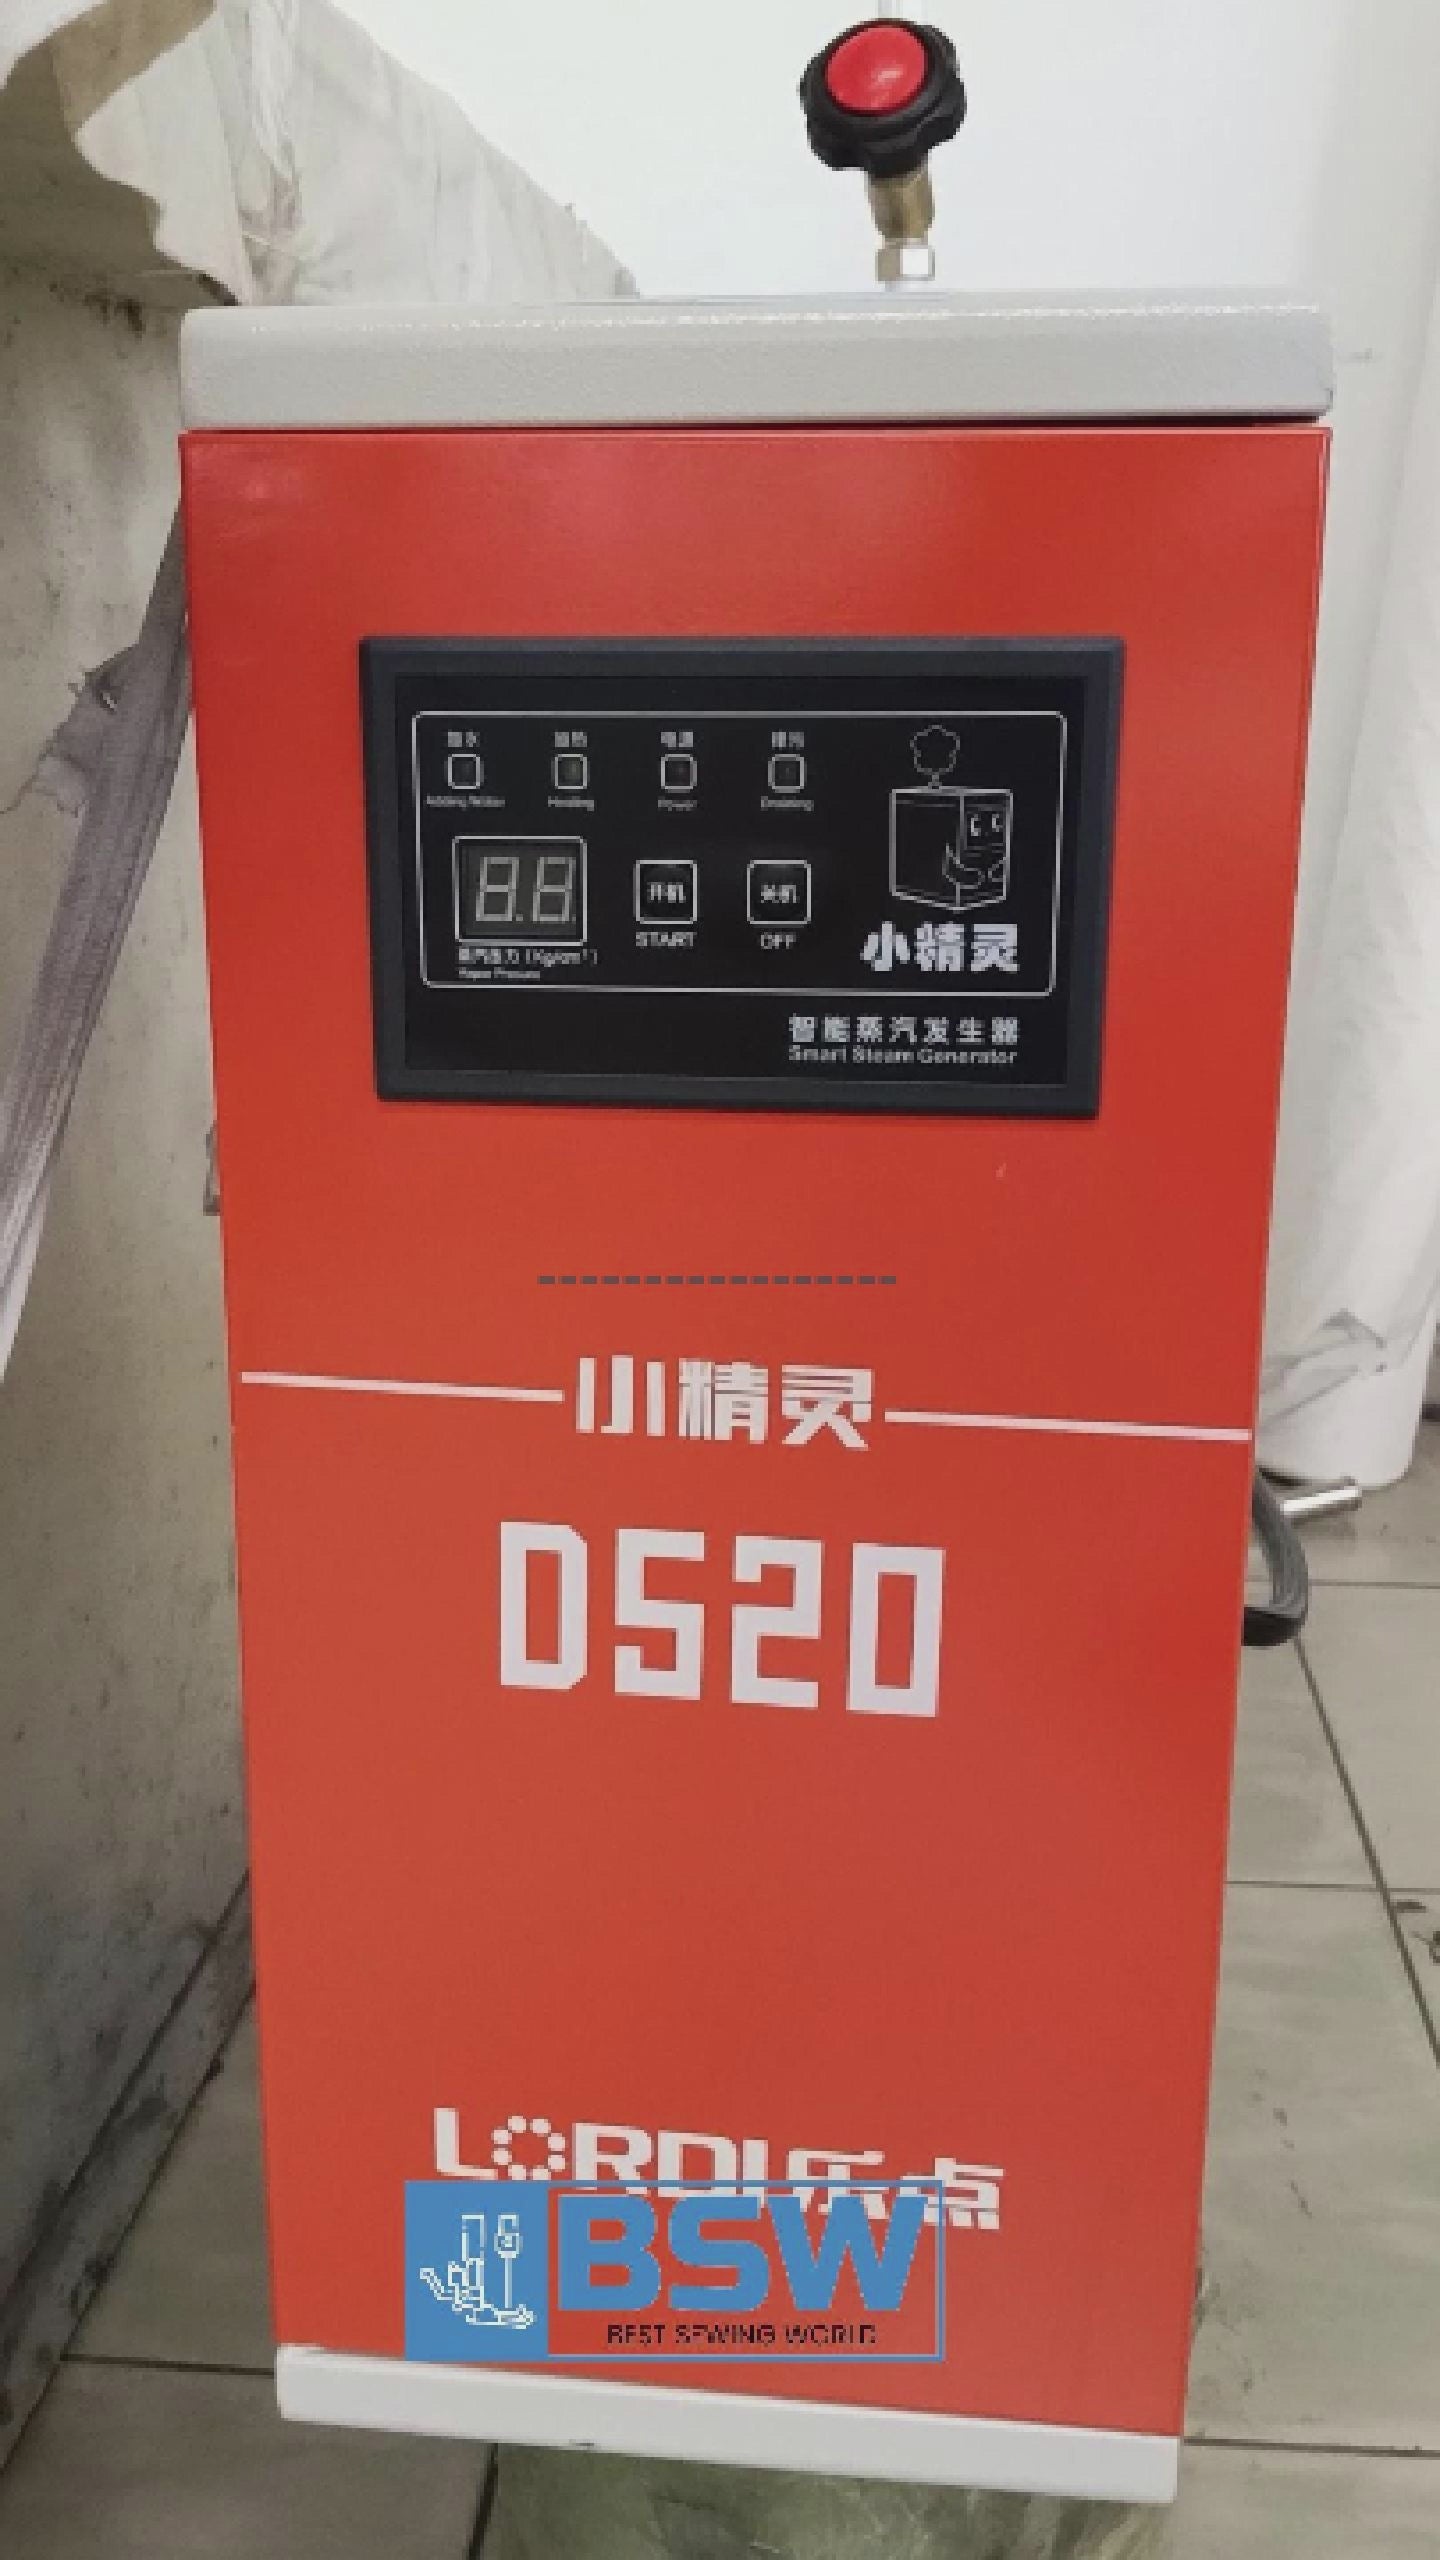 加水 加热 电源 排污
Adding Water Heating Power Draining
8.8.
开机 关机
START OFF
蒸汽压力 (Kg/cm²)
Vapor Pressure
小精灵
智能蒸汽发生器
Smart Steam Generator
小精灵
DS20
LORDI乐点
BSW
BEST SEWING WORLD